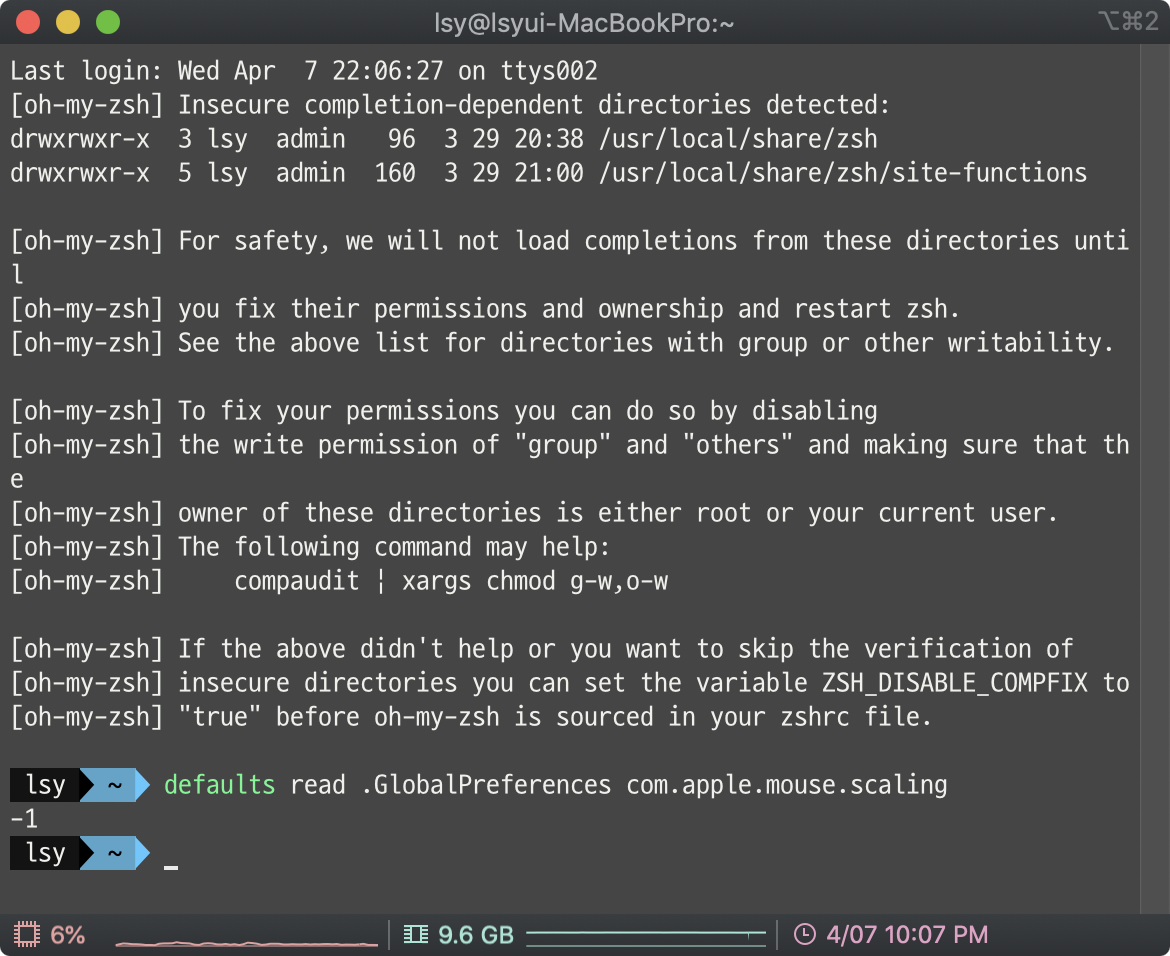 lsy@lsyui-MacBookPro:~
⌥⌘2
Last login: Wed Apr  7 22:06:27 on ttys002
[oh-my-zsh] Insecure completion-dependent directories detected:
drwxrwxr-x  3 lsy  admin   96  3 29 20:38 /usr/local/share/zsh
drwxrwxr-x  5 lsy  admin  160  3 29 21:00 /usr/local/share/zsh/site-functions
[oh-my-zsh] For safety, we will not load completions from these directories unti
l
[oh-my-zsh] you fix their permissions and ownership and restart zsh.
[oh-my-zsh] See the above list for directories with group or other writability.
[oh-my-zsh] To fix your permissions you can do so by disabling
[oh-my-zsh] the write permission of "group" and "others" and making sure that th
e
[oh-my-zsh] owner of these directories is either root or your current user.
[oh-my-zsh] The following command may help:
[oh-my-zsh]     compaudit | xargs chmod g-w,o-w
[oh-my-zsh] If the above didn't help or you want to skip the verification of
[oh-my-zsh] insecure directories you can set the variable ZSH_DISABLE_COMPFIX to
[oh-my-zsh] "true" before oh-my-zsh is sourced in your zshrc file.
lsy ~ defaults read .GlobalPreferences com.apple.mouse.scaling
-1
lsy ~ _
6% 9.6 GB 4/07 10:07 PM